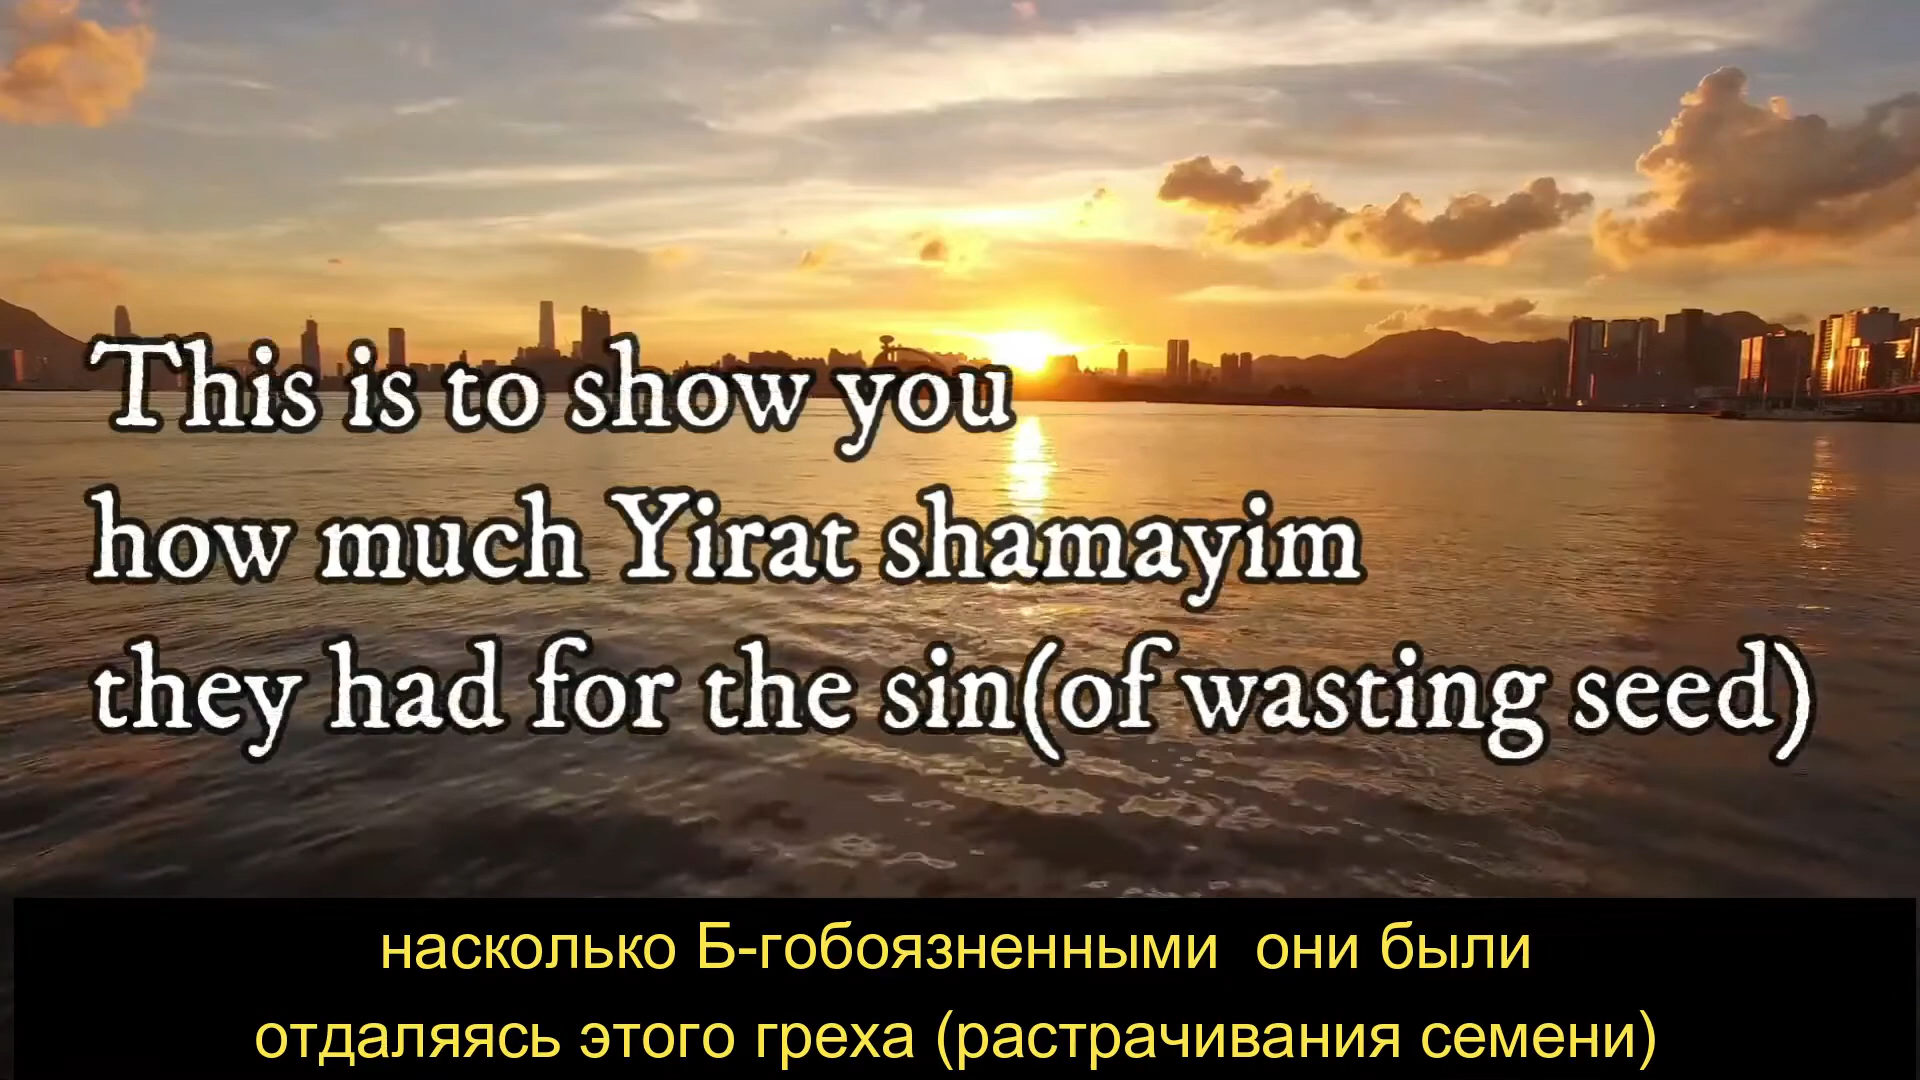 This is to show you
how much Yirat shamayim
they had for the sin(of wasting seed)
насколько Б-гобоязненными  они были
отдаляясь этого греха (растрачивания семени)